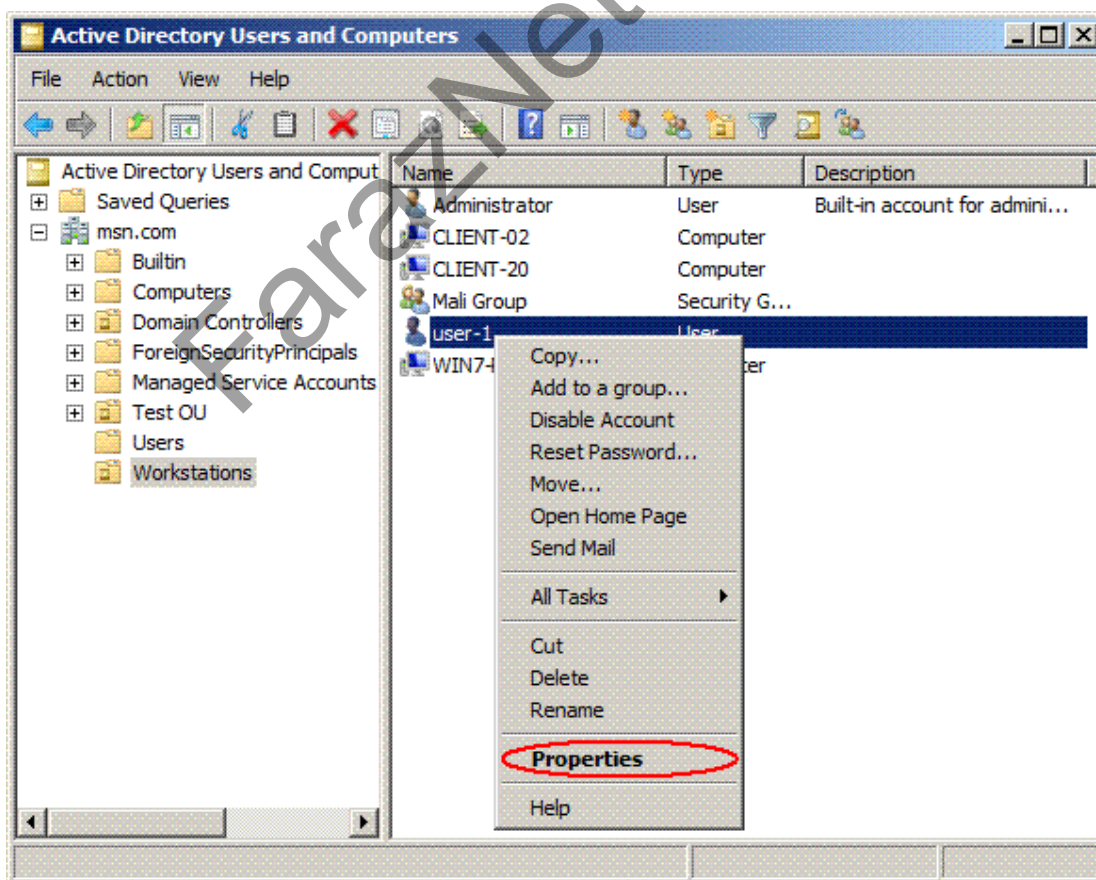 Active Directory Users and Computers
File Action View Help
Active Directory Users and Comput
Saved Queries
msn.com
Builtin
Computers
Domain Controllers
ForeignSecurityPrincipals
Managed Service Accounts
Test OU
Users
Workstations
Name Type Description
Administrator User Built-in account for admini...
CLIENT-02 Computer
CLIENT-20 Computer
Mali Group Security G...
user-1 User
WIN7-
Copy...
Add to a group...
Disable Account
Reset Password...
Move...
Open Home Page
Send Mail
All Tasks
Cut
Delete
Rename
Properties
Help
FarazNet